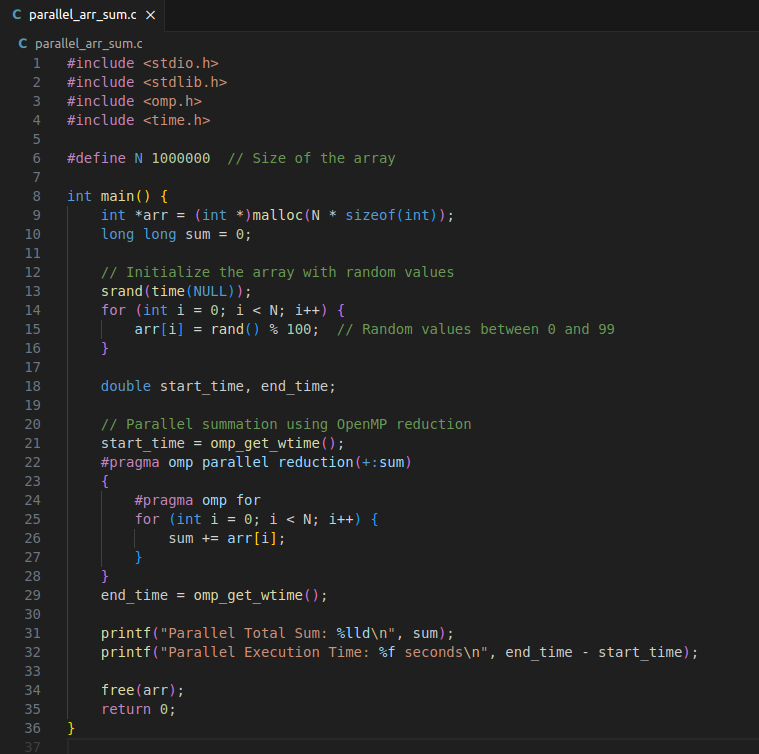 C parallel_arr_sum.c ×
C parallel_arr_sum.c
1 #include <stdio.h>
2 #include <stdlib.h>
3 #include <omp.h>
4 #include <time.h>
5
6 #define N 1000000  // Size of the array
7
8 int main() {
9     int *arr = (int *)malloc(N * sizeof(int));
10     long long sum = 0;
11
12     // Initialize the array with random values
13     srand(time(NULL));
14     for (int i = 0; i < N; i++) {
15         arr[i] = rand() % 100;  // Random values between 0 and 99
16     }
17
18     double start_time, end_time;
19
20     // Parallel summation using OpenMP reduction
21     start_time = omp_get_wtime();
22     #pragma omp parallel reduction(+:sum)
23     {
24         #pragma omp for
25         for (int i = 0; i < N; i++) {
26             sum += arr[i];
27         }
28     }
29     end_time = omp_get_wtime();
30
31     printf("Parallel Total Sum: %lld\n", sum);
32     printf("Parallel Execution Time: %f seconds\n", end_time - start_time);
33
34     free(arr);
35     return 0;
36 }
37